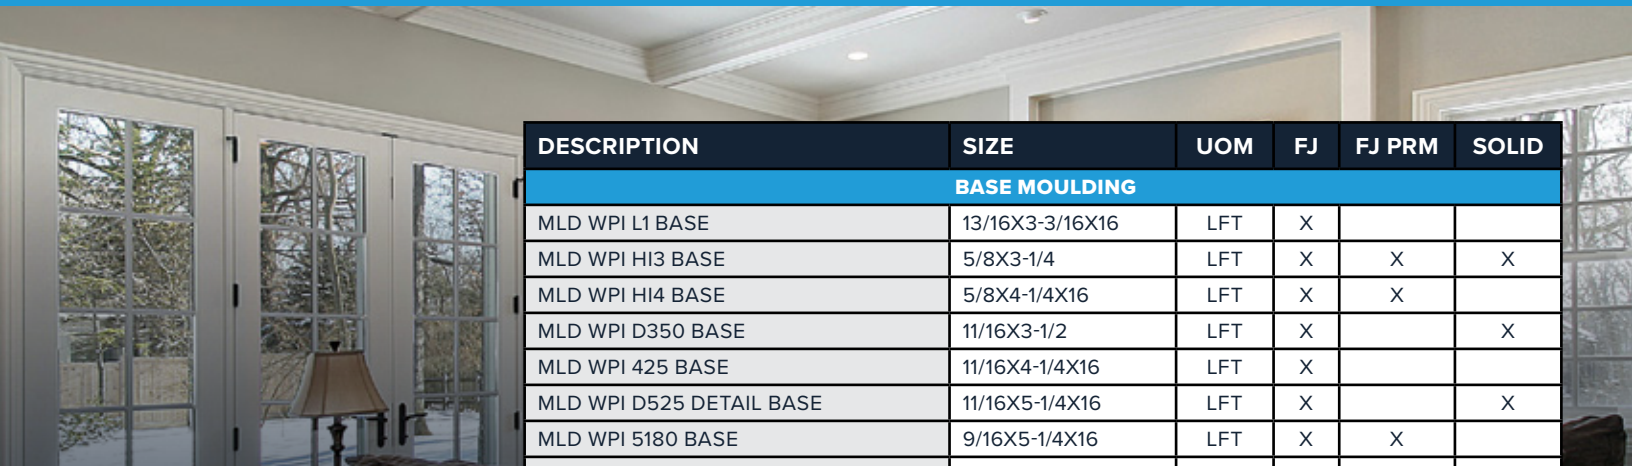 DESCRIPTION SIZE UOM FJ FJ PRM SOLID
BASE MOULDING
MLD WPI L1 BASE 13/16X3-3/16X16 LFT X
MLD WPI HI3 BASE 5/8X3-1/4 LFT X X X
MLD WPI HI4 BASE 5/8X4-1/4X16 LFT X X
MLD WPI D350 BASE 11/16X3-1/2 LFT X X
MLD WPI 425 BASE 11/16X4-1/4X16 LFT X
MLD WPI D525 DETAIL BASE 11/16X5-1/4X16 LFT X X
MLD WPI 5180 BASE 9/16X5-1/4X16 LFT X X